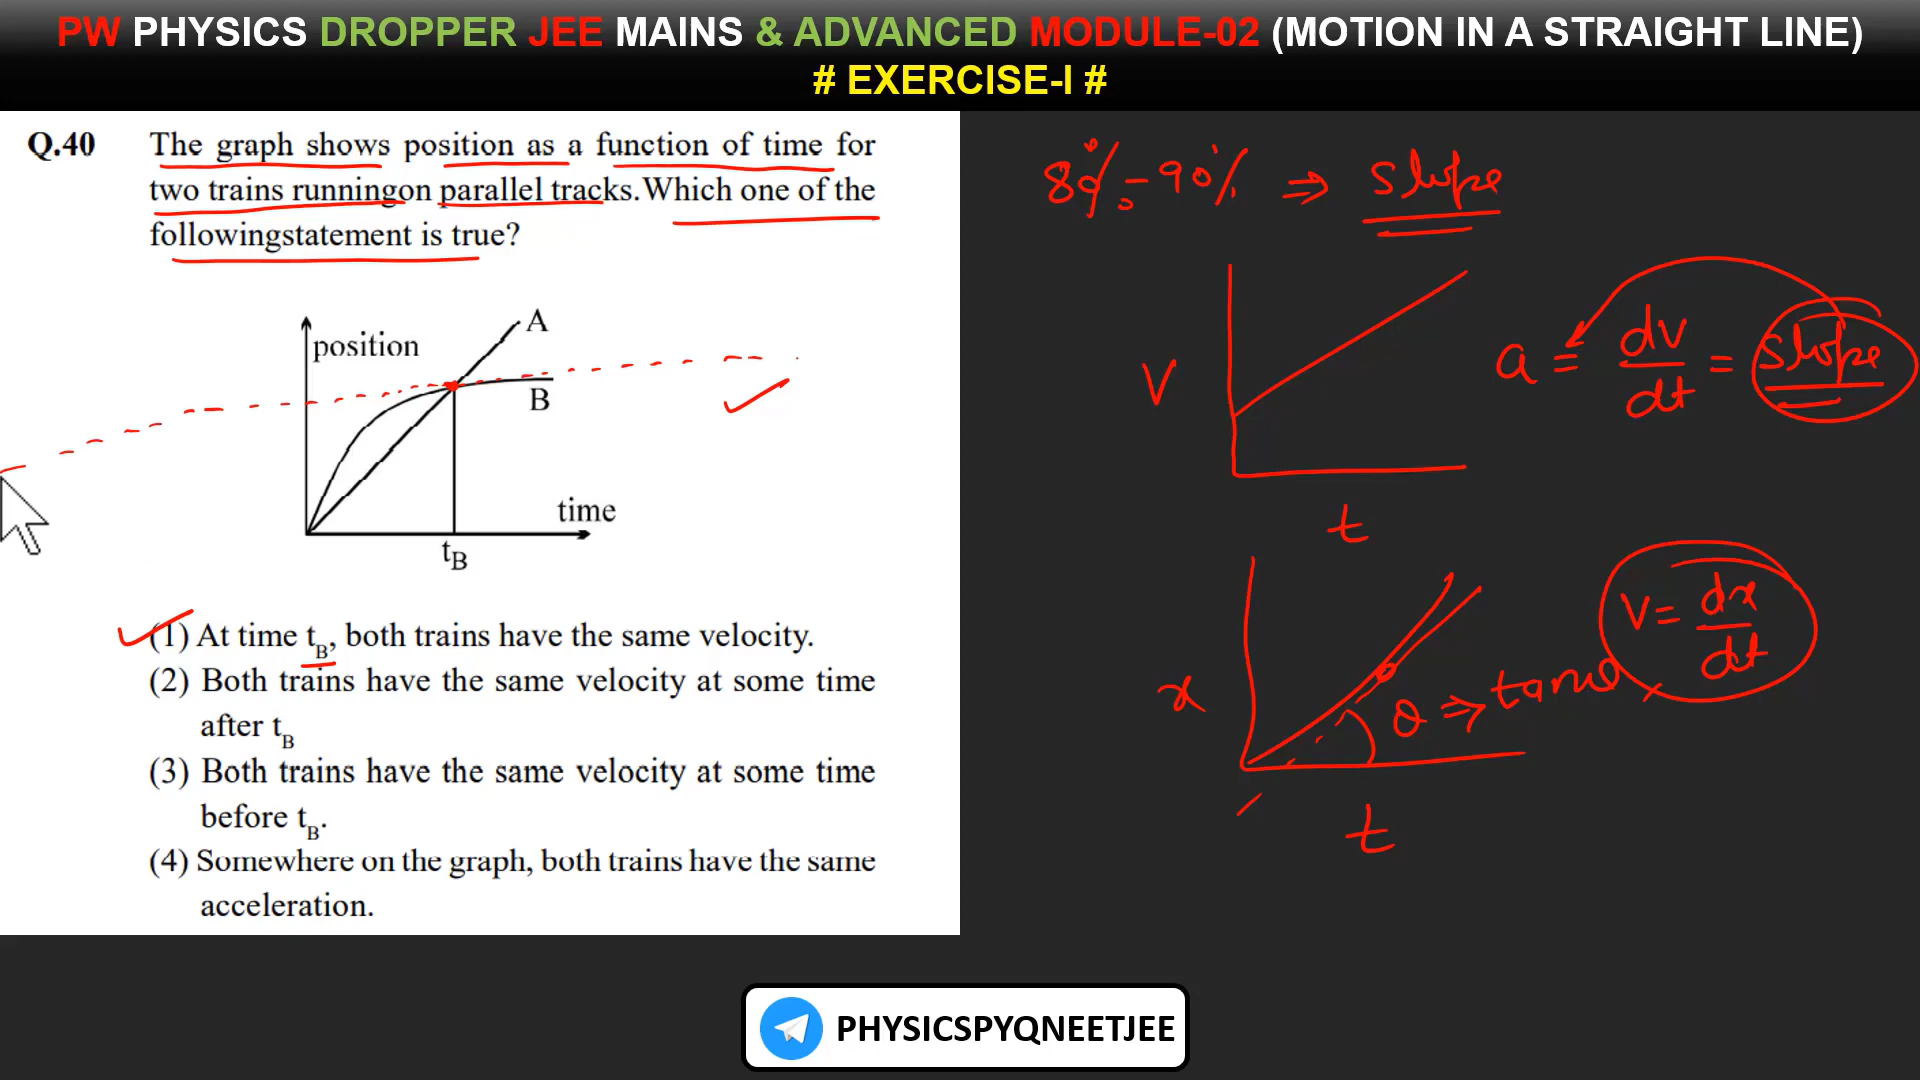 PW PHYSICS DROPPER JEE MAINS & ADVANCED MODULE-02 (MOTION IN A STRAIGHT LINE)
# EXERCISE-I #
Q.40 The graph shows position as a function of time for
two trains runningon parallel tracks.Which one of the
followingstatement is true?
position
A
B
time
tB
(1) At time tB, both trains have the same velocity.
(2) Both trains have the same velocity at some time
after tB
(3) Both trains have the same velocity at some time
before tB.
(4) Somewhere on the graph, both trains have the same
acceleration.
80% - 90% ⇒ slope
V
t
a = dv/dt = slope
x
t
θ ⇒ tanθ
V = dx/dt
PHYSICSPYQNEETJEE